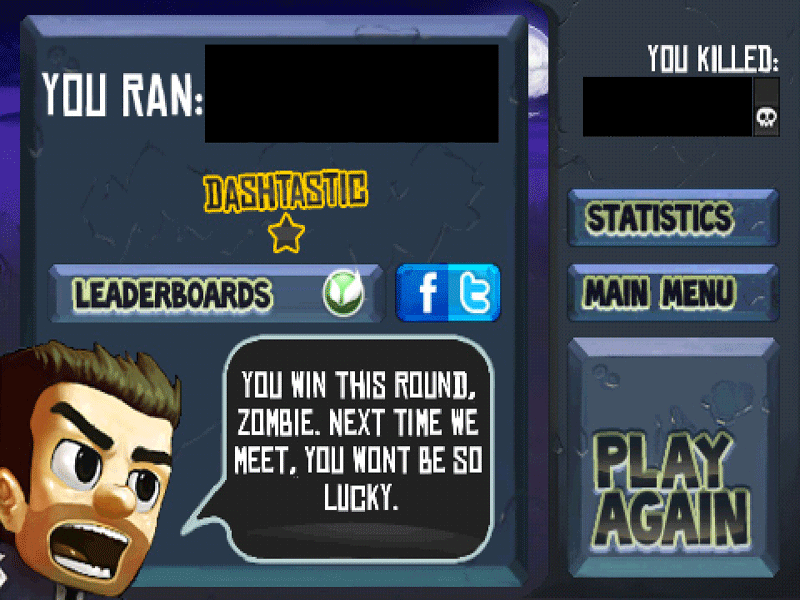 YOU RAN:
YOU KILLED:
DASHTASTIC
STATISTICS
LEADERBOARDS
f t
MAIN MENU
YOU WIN THIS ROUND,
ZOMBIE. NEXT TIME WE
MEET, YOU WONT BE SO
LUCKY.
PLAY
AGAIN